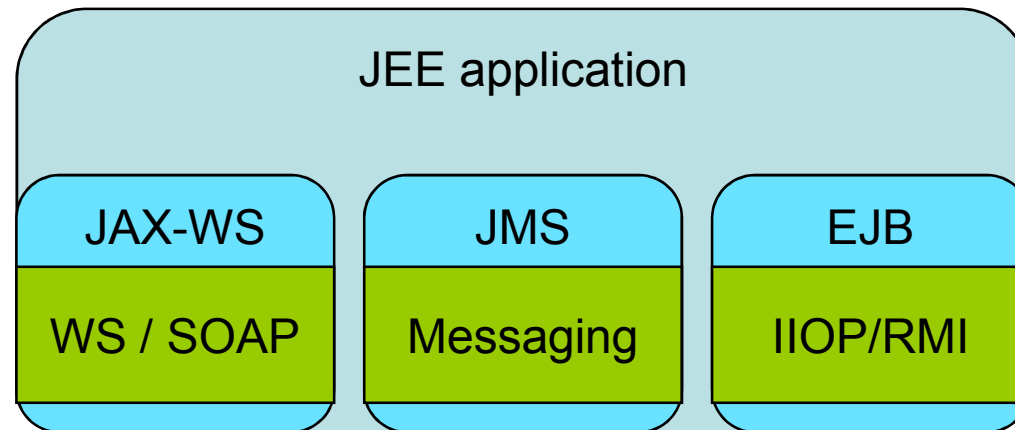 JEE application
JAX-WS
JMS
EJB
WS / SOAP
Messaging
IIOP/RMI